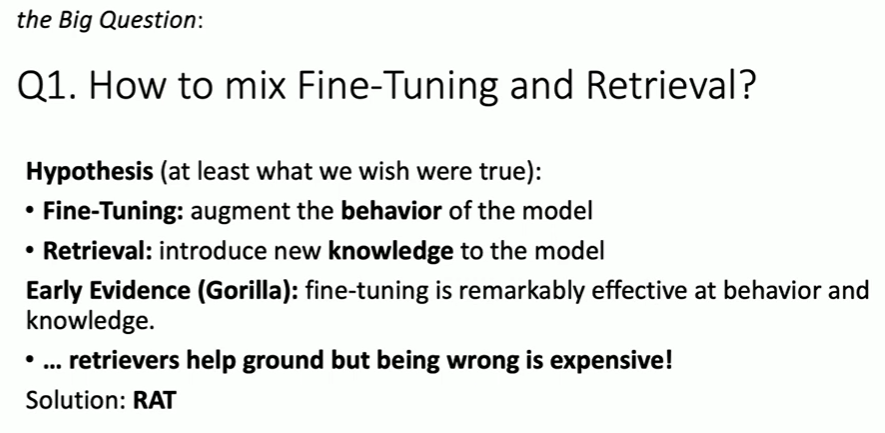 the Big Question:
Q1. How to mix Fine-Tuning and Retrieval?
Hypothesis (at least what we wish were true):
• Fine-Tuning: augment the behavior of the model
• Retrieval: introduce new knowledge to the model
Early Evidence (Gorilla): fine-tuning is remarkably effective at behavior and
knowledge.
• ... retrievers help ground but being wrong is expensive!
Solution: RAT